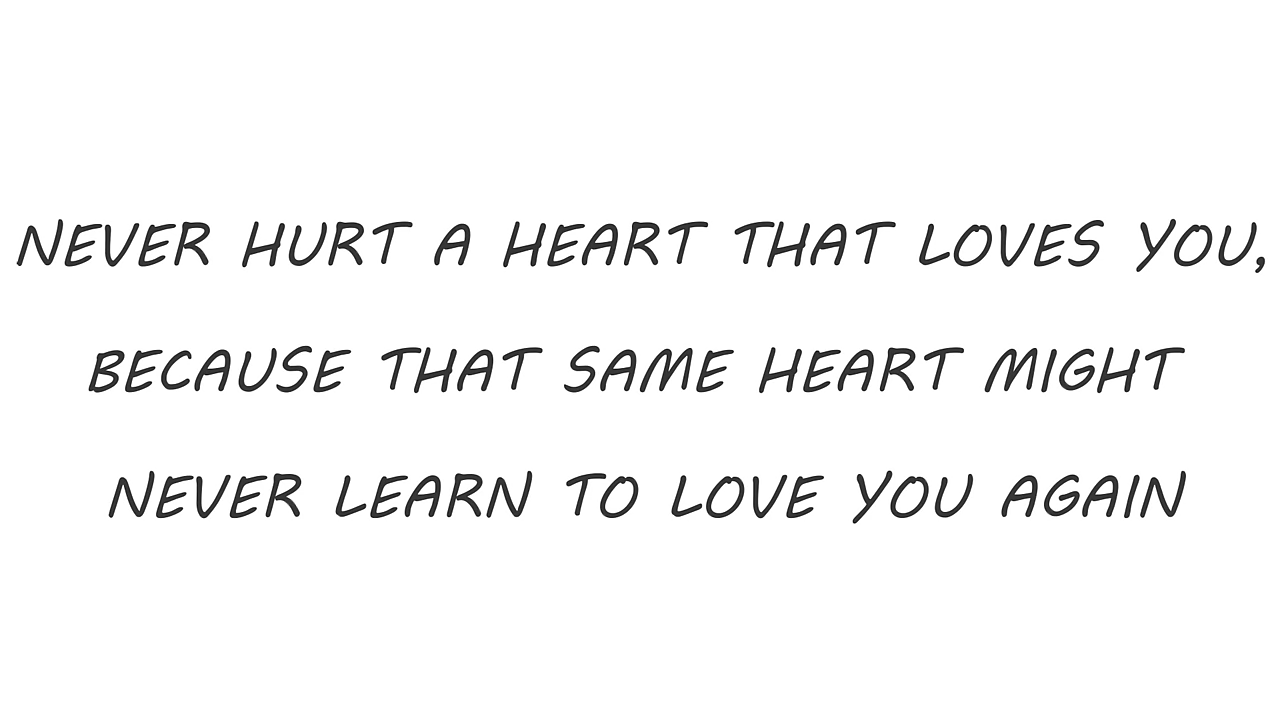 NEVER HURT A HEART THAT LOVES YOU,
BECAUSE THAT SAME HEART MIGHT
NEVER LEARN TO LOVE YOU AGAIN